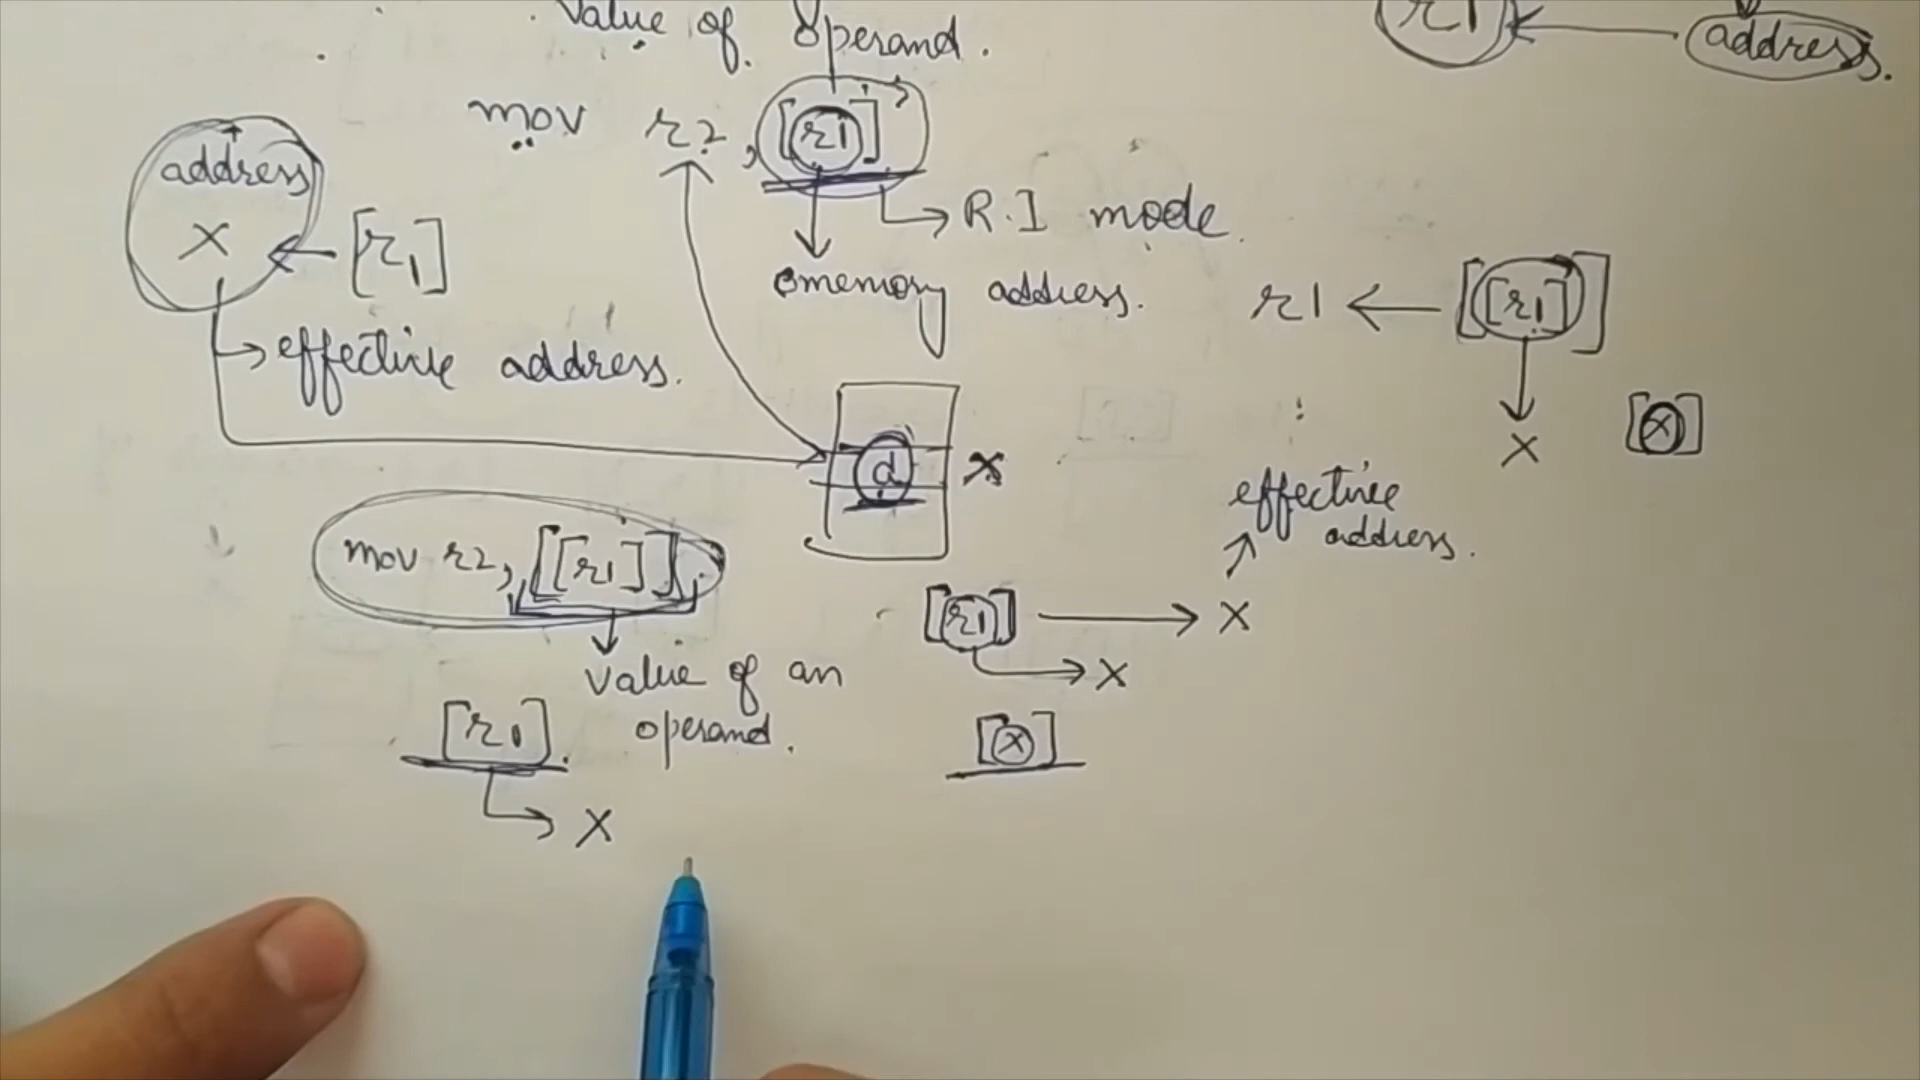 Value of Operand.
r1
address.
mov r2, [r1]
address
X
[r1]
R.I mode.
memory address.
r1 ← [[r1]]
effective address.
X
[X]
d
X
effective
address.
mov r2, [[r1]]
[r1] → X
X
value of an
operand.
[r1].
[X]
X